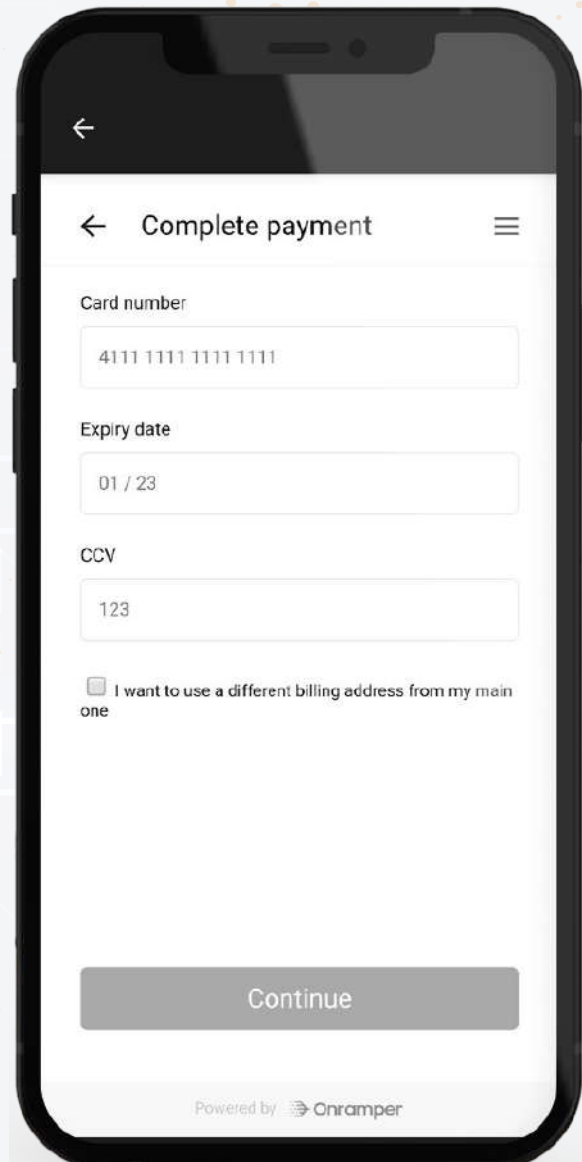 Complete payment
Card number
4111 1111 1111 1111
Expiry date
01 / 23
CCV
123
I want to use a different billing address from my main
one
Continue
Powered by Onramper